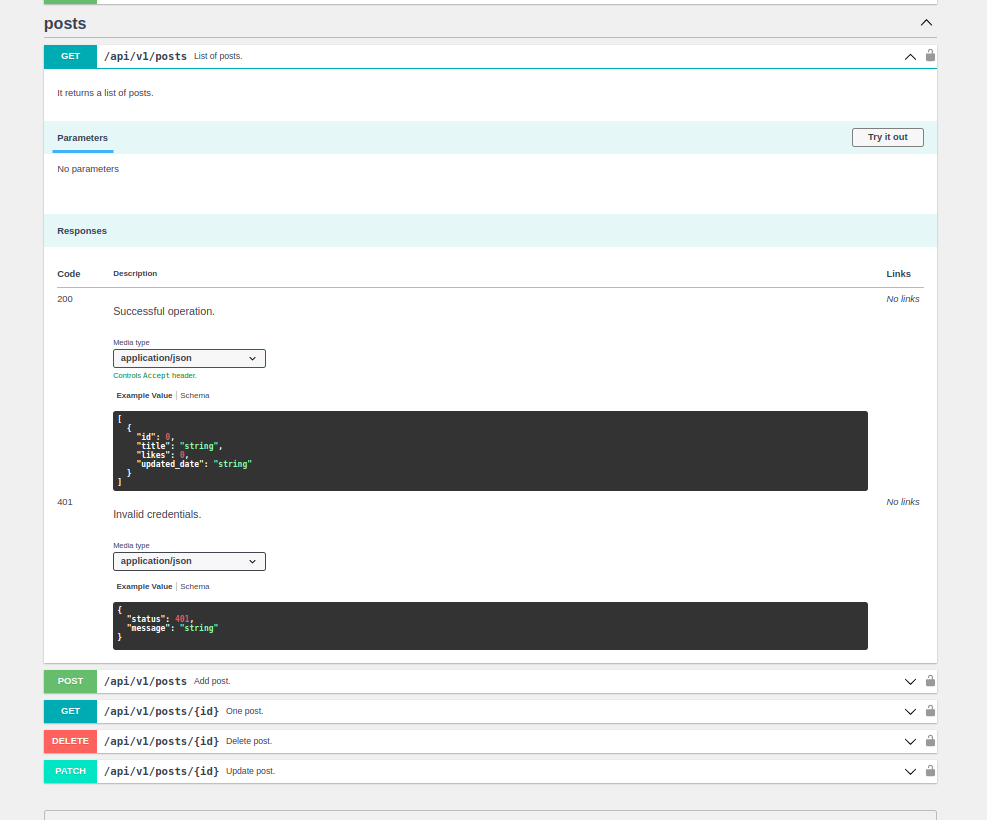 posts
GET /api/v1/posts List of posts.
It returns a list of posts.
Parameters Try it out
No parameters
Responses
Code Description Links
200 No links
Successful operation.
Media type
application/json
Controls Accept header.
Example Value | Schema
[
  {
    "id": 0,
    "title": "string",
    "likes": 0,
    "updated_date": "string"
  }
]
401 No links
Invalid credentials.
Media type
application/json
Example Value | Schema
{
  "status": 401,
  "message": "string"
}
POST /api/v1/posts Add post.
GET /api/v1/posts/{id} One post.
DELETE /api/v1/posts/{id} Delete post.
PATCH /api/v1/posts/{id} Update post.